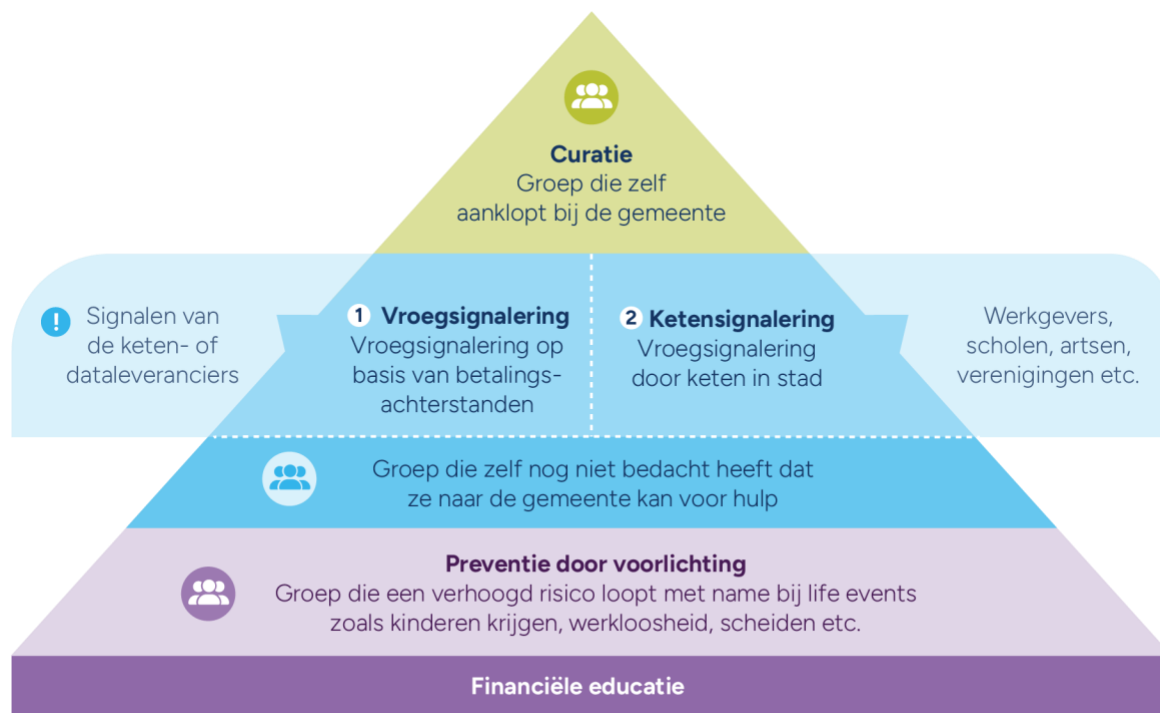 Curatie
Groep die zelf
aanklopt bij de gemeente
!
Signalen van
de keten- of
dataleveranciers
1 Vroegsignalering
Vroegsignalering op
basis van betalings-
achterstanden
2 Ketensignalering
Vroegsignalering
door keten in stad
Werkgevers,
scholen, artsen,
verenigingen etc.
Groep die zelf nog niet bedacht heeft dat
ze naar de gemeente kan voor hulp
Preventie door voorlichting
Groep die een verhoogd risico loopt met name bij life events
zoals kinderen krijgen, werkloosheid, scheiden etc.
Financiële educatie